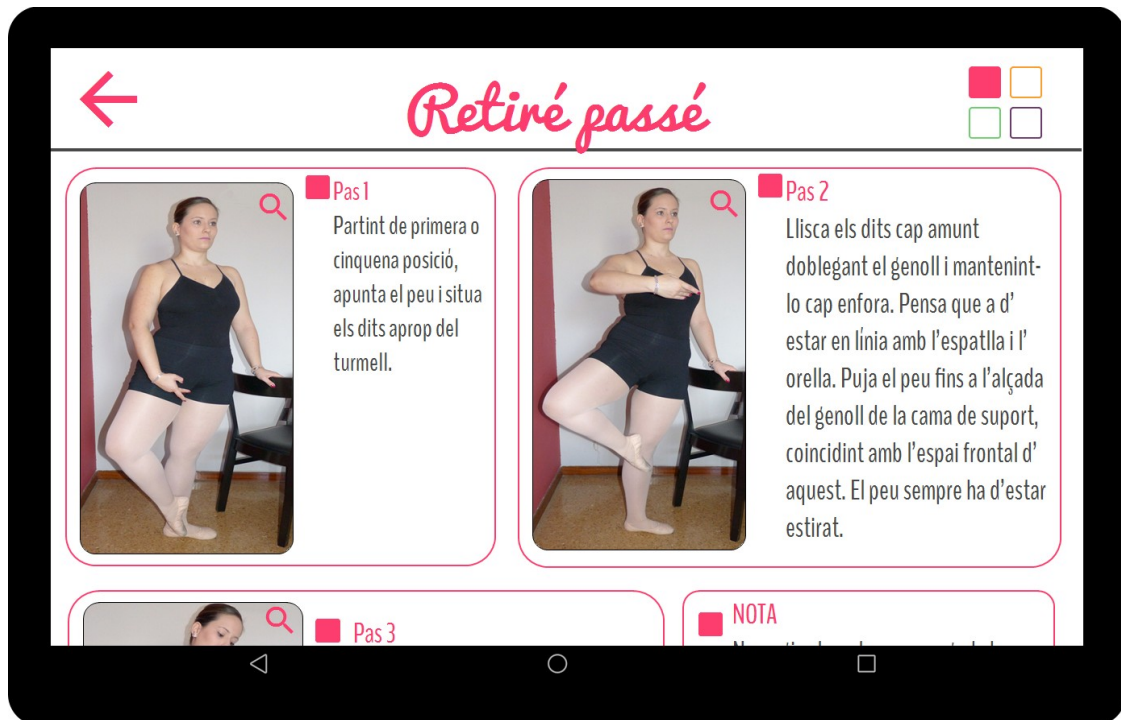 Retiré passé
Pas 1
Partint de primera o
cinquena posició,
apunta el peu i situa
els dits aprop del
turmell.
Pas 2
Llisca els dits cap amunt
doblegant el genoll i mantenint-
lo cap enfora. Pensa que a d’
estar en línia amb l’espatlla i l’
orella. Puja el peu fins a l’alçada
del genoll de la cama de suport,
coincidint amb l’espai frontal d’
aquest. El peu sempre ha d’estar
estirat.
Pas 3
NOTA